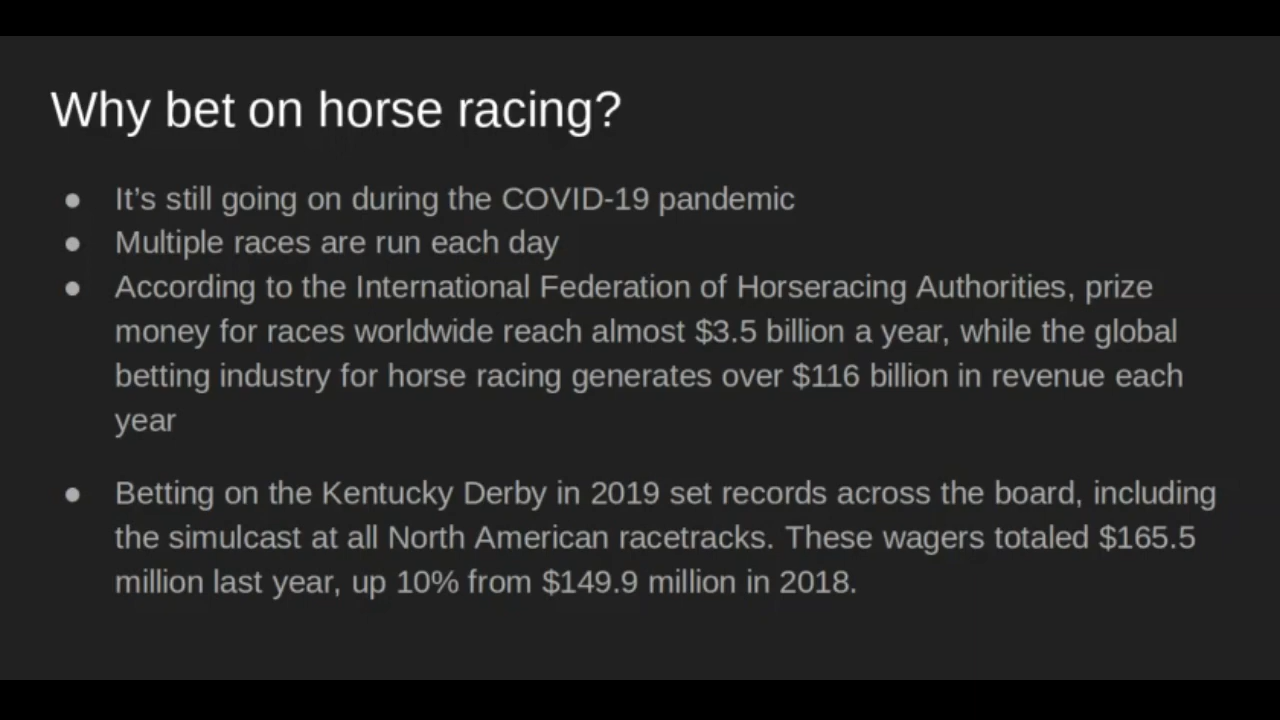 Why bet on horse racing?
● It’s still going on during the COVID-19 pandemic
● Multiple races are run each day
● According to the International Federation of Horseracing Authorities, prize
money for races worldwide reach almost $3.5 billion a year, while the global
betting industry for horse racing generates over $116 billion in revenue each
year
● Betting on the Kentucky Derby in 2019 set records across the board, including
the simulcast at all North American racetracks. These wagers totaled $165.5
million last year, up 10% from $149.9 million in 2018.